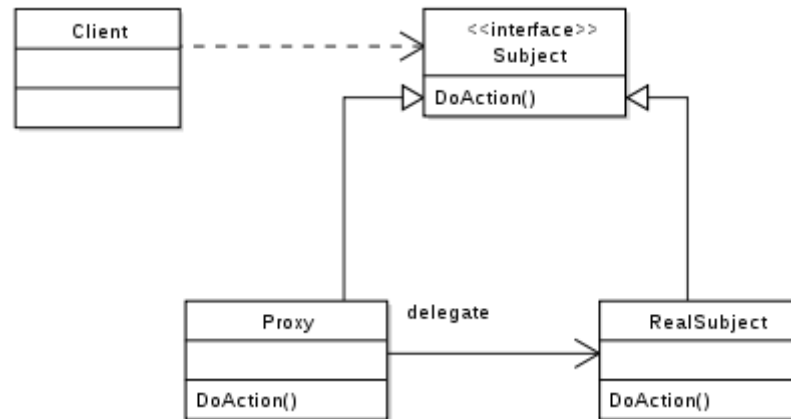 Client
<<interface>>
Subject
DoAction()
Proxy
delegate
RealSubject
DoAction()
DoAction()